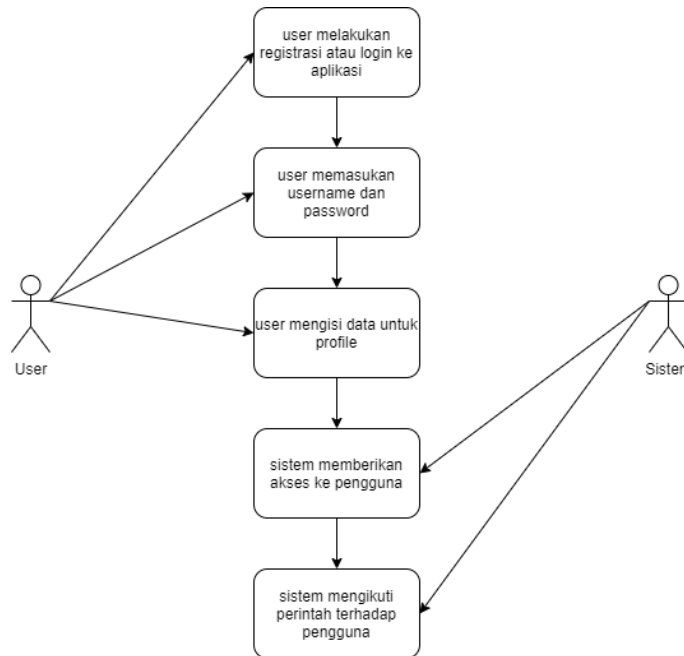 user melakukan
registrasi atau login ke
aplikasi
user memasukan
username dan
password
user mengisi data untuk
profile
User
Sistem
sistem memberikan
akses ke pengguna
sistem mengikuti
perintah terhadap
pengguna